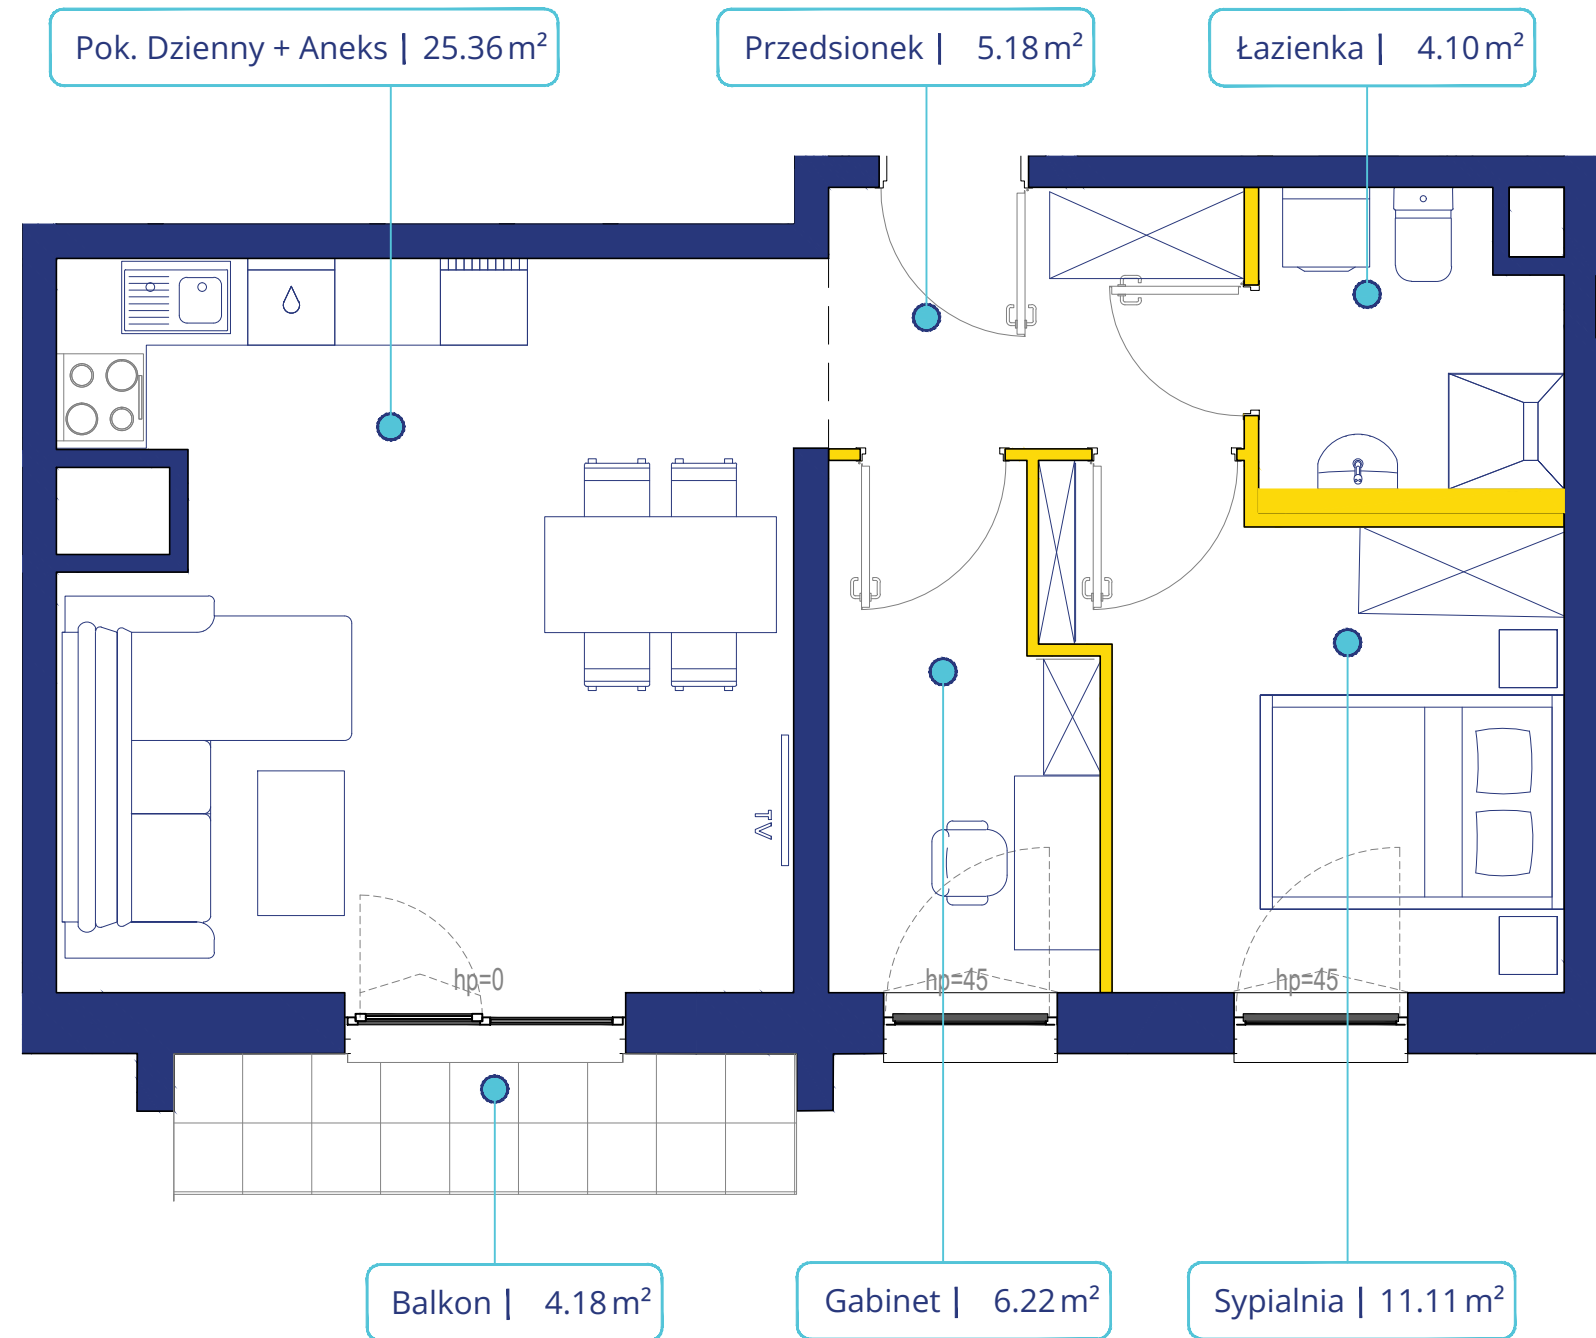 Pok. Dzienny + Aneks | 25.36 m²
Przedsionek | 5.18 m²
Łazienka | 4.10 m²
TV
hp=0
hp=45
hp=45
Balkon | 4.18 m²
Gabinet | 6.22 m²
Sypialnia | 11.11 m²